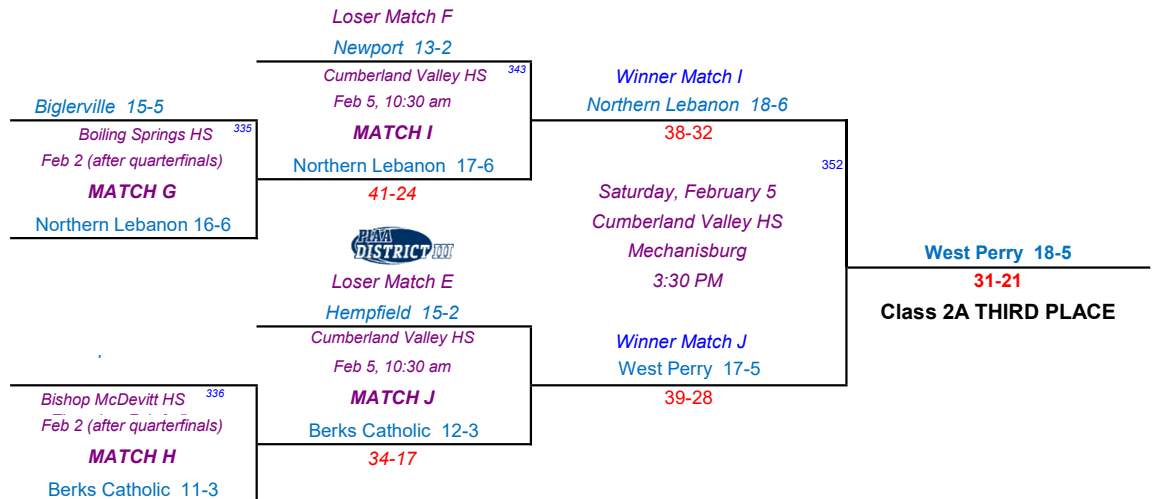 Loser Match F
Newport 13-2
Cumberland Valley HS 343
Feb 5, 10:30 am
MATCH I
Northern Lebanon 17-6
41-24
Biglerville 15-5
Boiling Springs HS 335
Feb 2 (after quarterfinals)
MATCH G
Northern Lebanon 16-6
Winner Match I
Northern Lebanon 18-6
38-32
352
Saturday, February 5
Cumberland Valley HS
Mechanisburg
3:30 PM
PIAA
DISTRICT III
Loser Match E
Hempfield 15-2
Cumberland Valley HS
Feb 5, 10:30 am
MATCH J
Berks Catholic 12-3
34-17
Bishop McDevitt HS 336
Feb 2 (after quarterfinals)
MATCH H
Berks Catholic 11-3
Winner Match J
West Perry 17-5
39-28
West Perry 18-5
31-21
Class 2A THIRD PLACE